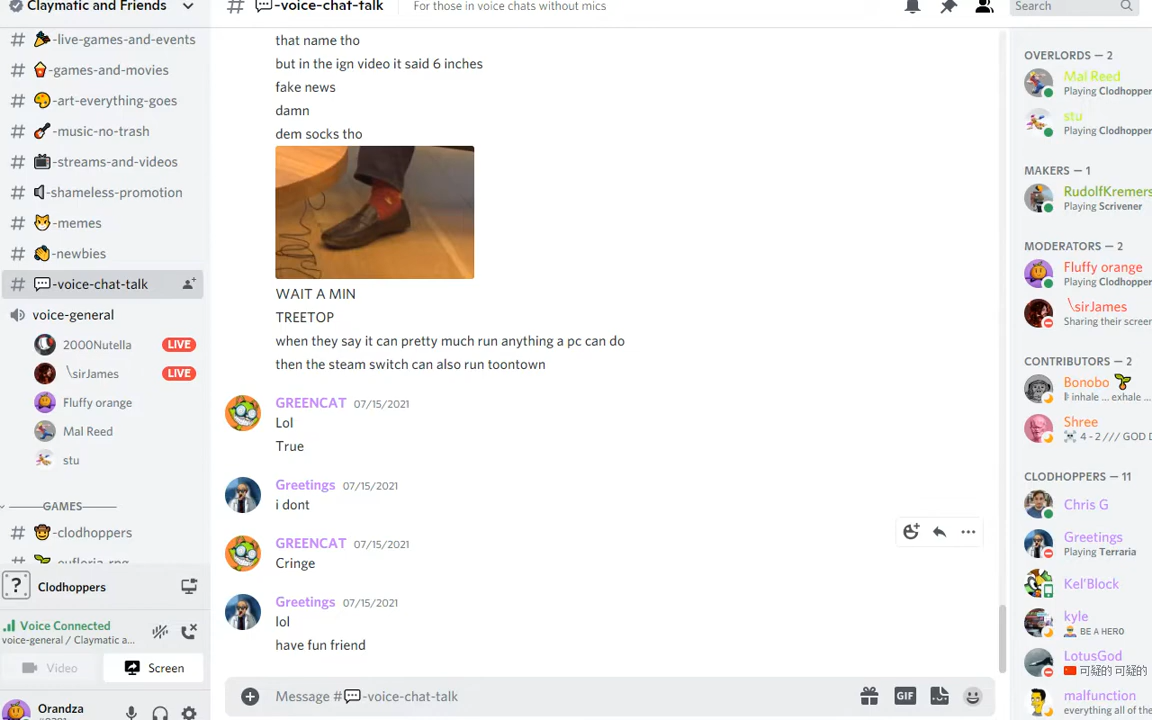 Claymatic and Friends
-live-games-and-events
-games-and-movies
-art-everything-goes
-music-no-trash
-streams-and-videos
-shameless-promotion
-memes
-newbies
-voice-chat-talk
voice-general
2000Nutella LIVE
\sirJames LIVE
Fluffy orange
Mal Reed
stu
GAMES
-clodhoppers
-eufloria-rpg
Clodhoppers
Voice Connected
voice-general / Claymatic a...
Video
Screen
Orandza
-voice-chat-talk
For those in voice chats without mics
Search
that name tho
but in the ign video it said 6 inches
fake news
damn
dem socks tho
WAIT A MIN
TREETOP
when they say it can pretty much run anything a pc can do
then the steam switch can also run toontown
GREENCAT 07/15/2021
Lol
True
Greetings 07/15/2021
i dont
GREENCAT 07/15/2021
Cringe
Greetings 07/15/2021
lol
have fun friend
Message # -voice-chat-talk
GIF
OVERLORDS — 2
Mal Reed
Playing Clodhopper
stu
Playing Clodhopper
MAKERS — 1
RudolfKremers
Playing Scrivener
MODERATORS — 2
Fluffy orange
Playing Clodhopper
\sirJames
Sharing their screen
CONTRIBUTORS — 2
Bonobo
inhale ... exhale ...
Shree
4 - 2 /// GOD D
CLODHOPPERS — 11
Chris G
Greetings
Playing Terraria
Kel'Block
kyle
BE A HERO
LotusGod
可疑的 可疑的
malfunction
everything all of the